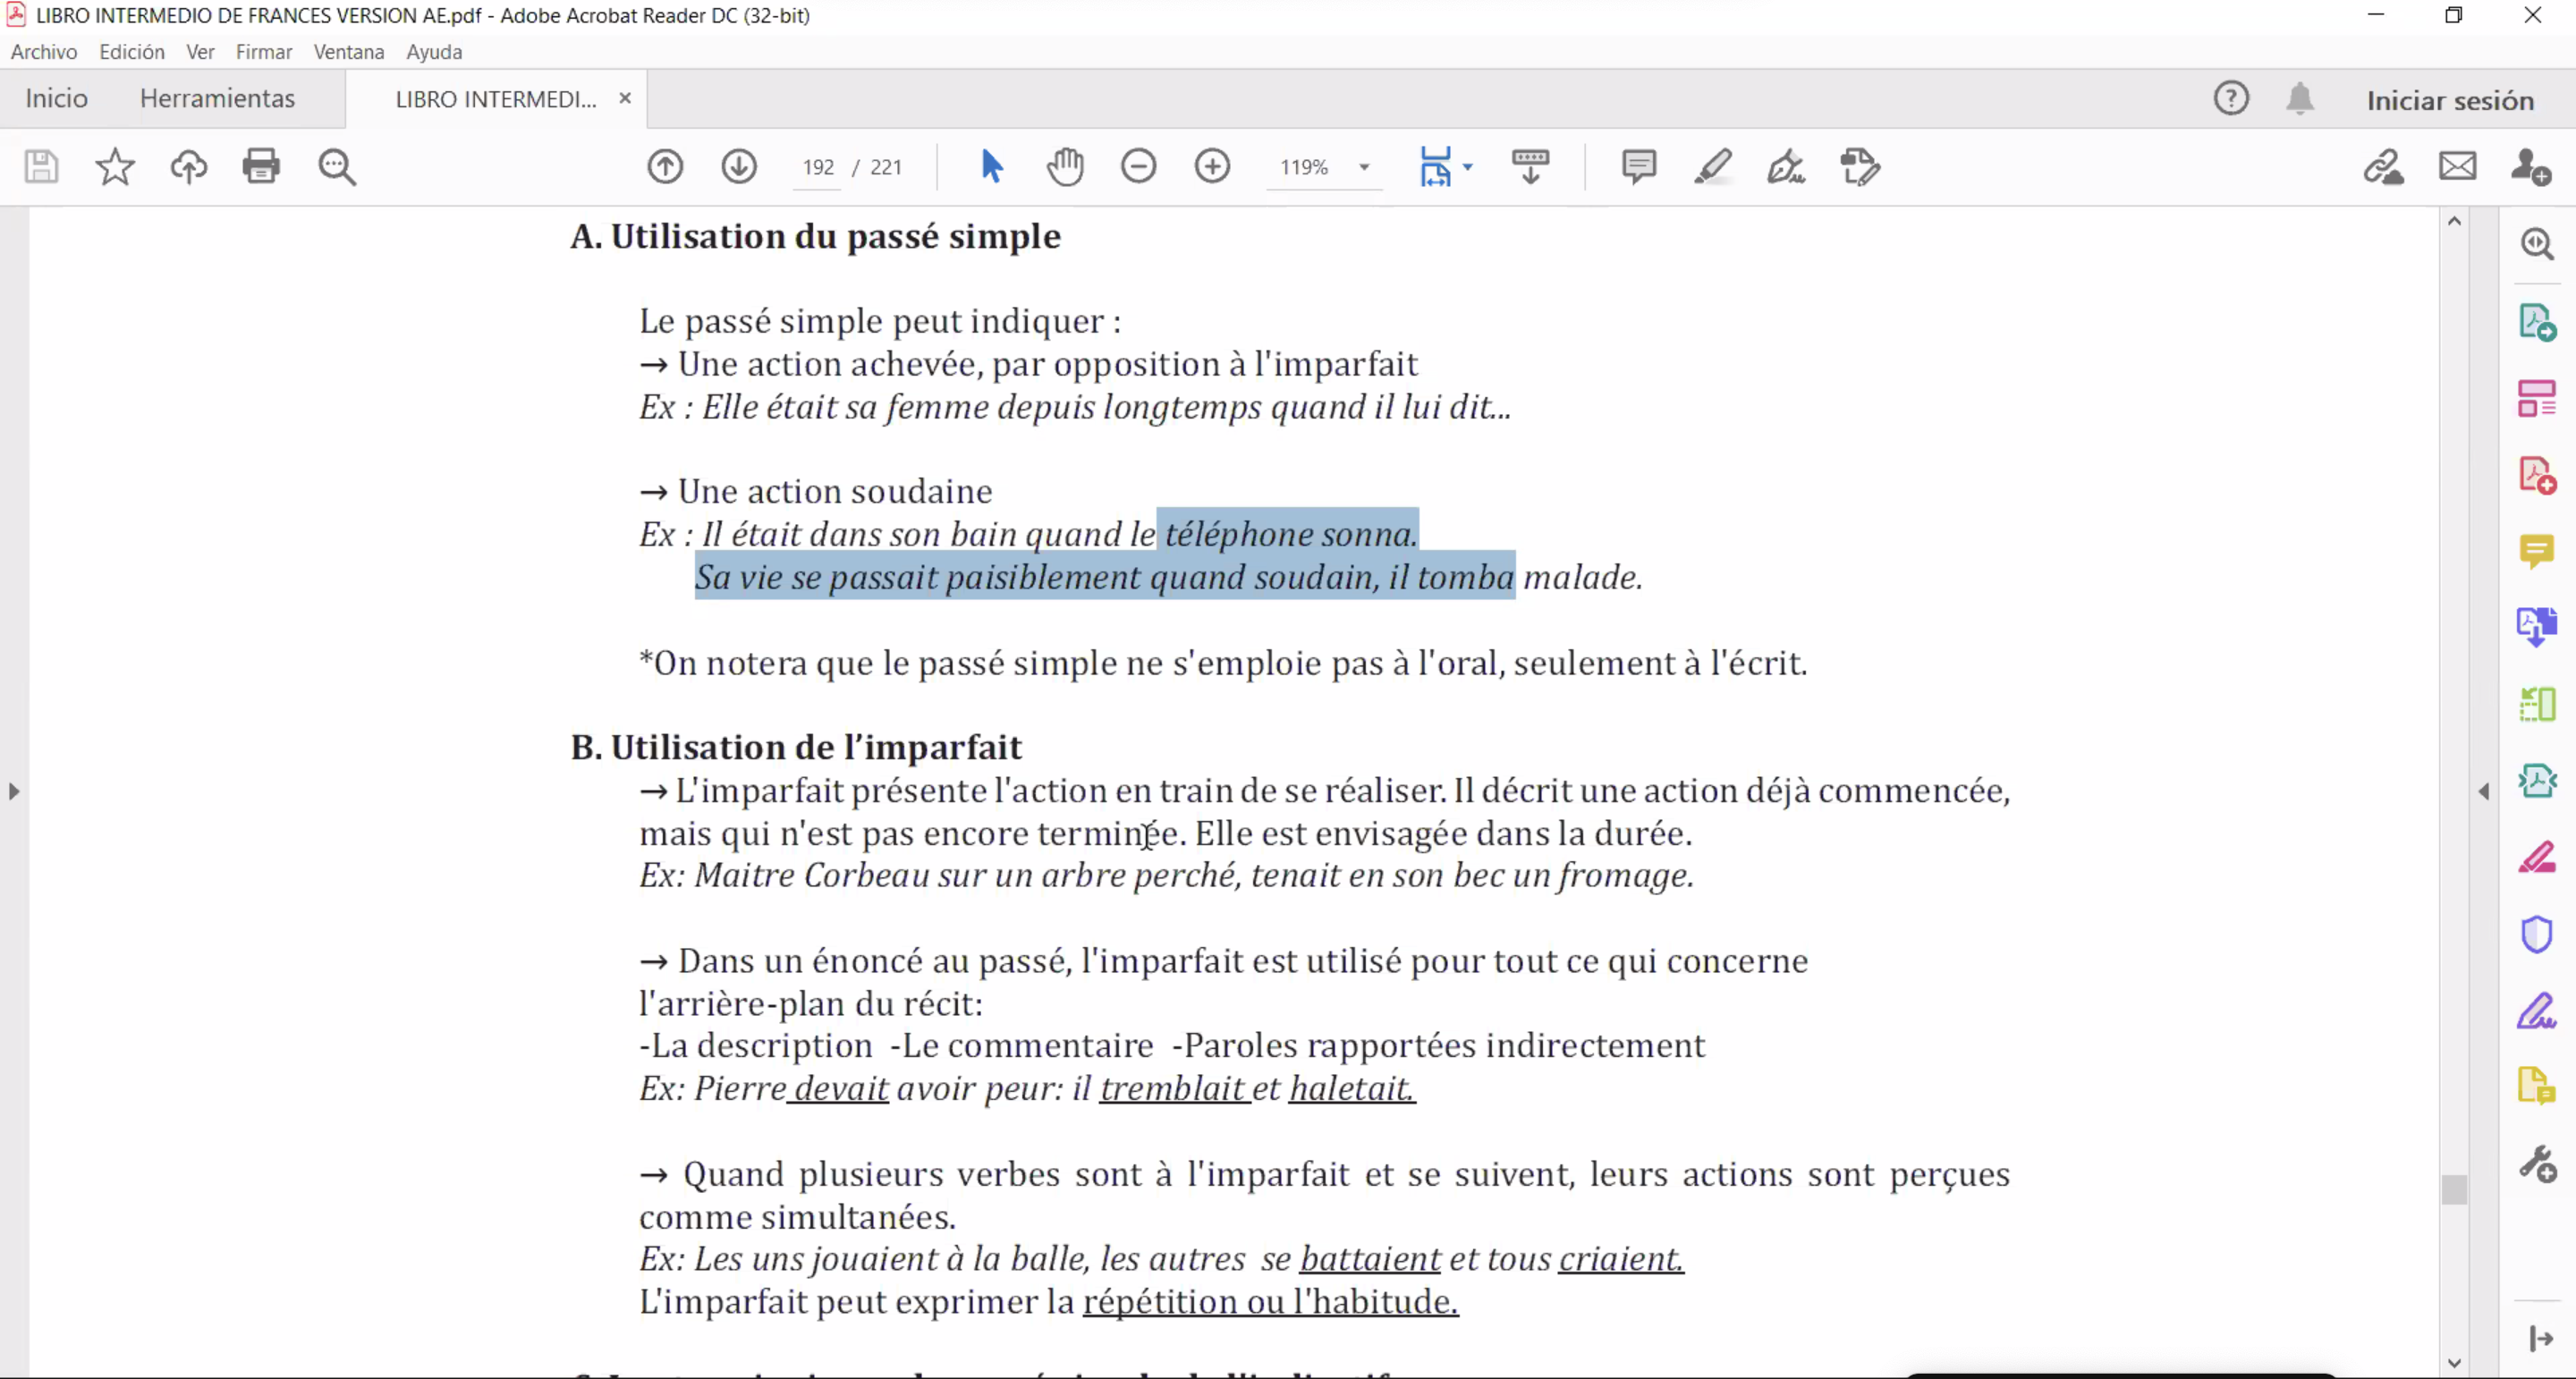 LIBRO INTERMEDIO DE FRANCES VERSION AE.pdf - Adobe Acrobat Reader DC (32-bit)
Archivo Edición Ver Firmar Ventana Ayuda
Inicio Herramientas LIBRO INTERMEDI... × Iniciar sesión
192 / 221 119%
A. Utilisation du passé simple
Le passé simple peut indiquer :
→ Une action achevée, par opposition à l'imparfait
Ex : Elle était sa femme depuis longtemps quand il lui dit...
→ Une action soudaine
Ex : Il était dans son bain quand le téléphone sonna.
Sa vie se passait paisiblement quand soudain, il tomba malade.
*On notera que le passé simple ne s'emploie pas à l'oral, seulement à l'écrit.
B. Utilisation de l’imparfait
→ L'imparfait présente l'action en train de se réaliser. Il décrit une action déjà commencée,
mais qui n'est pas encore terminée. Elle est envisagée dans la durée.
Ex: Maitre Corbeau sur un arbre perché, tenait en son bec un fromage.
→ Dans un énoncé au passé, l'imparfait est utilisé pour tout ce qui concerne
l'arrière-plan du récit:
-La description -Le commentaire -Paroles rapportées indirectement
Ex: Pierre devait avoir peur: il tremblait et haletait.
→ Quand plusieurs verbes sont à l'imparfait et se suivent, leurs actions sont perçues
comme simultanées.
Ex: Les uns jouaient à la balle, les autres se battaient et tous criaient.
L'imparfait peut exprimer la répétition ou l'habitude.